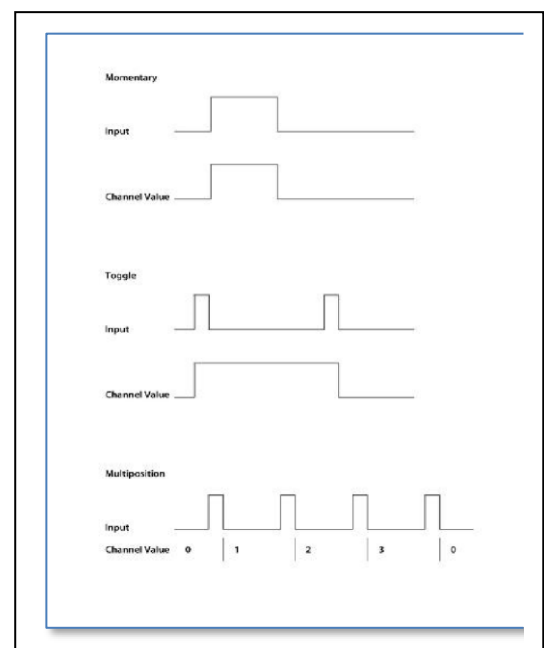 Momentary
Input
Channel Value
Toggle
Input
Channel Value
Multiposition
Input
Channel Value 0 1 2 3 0